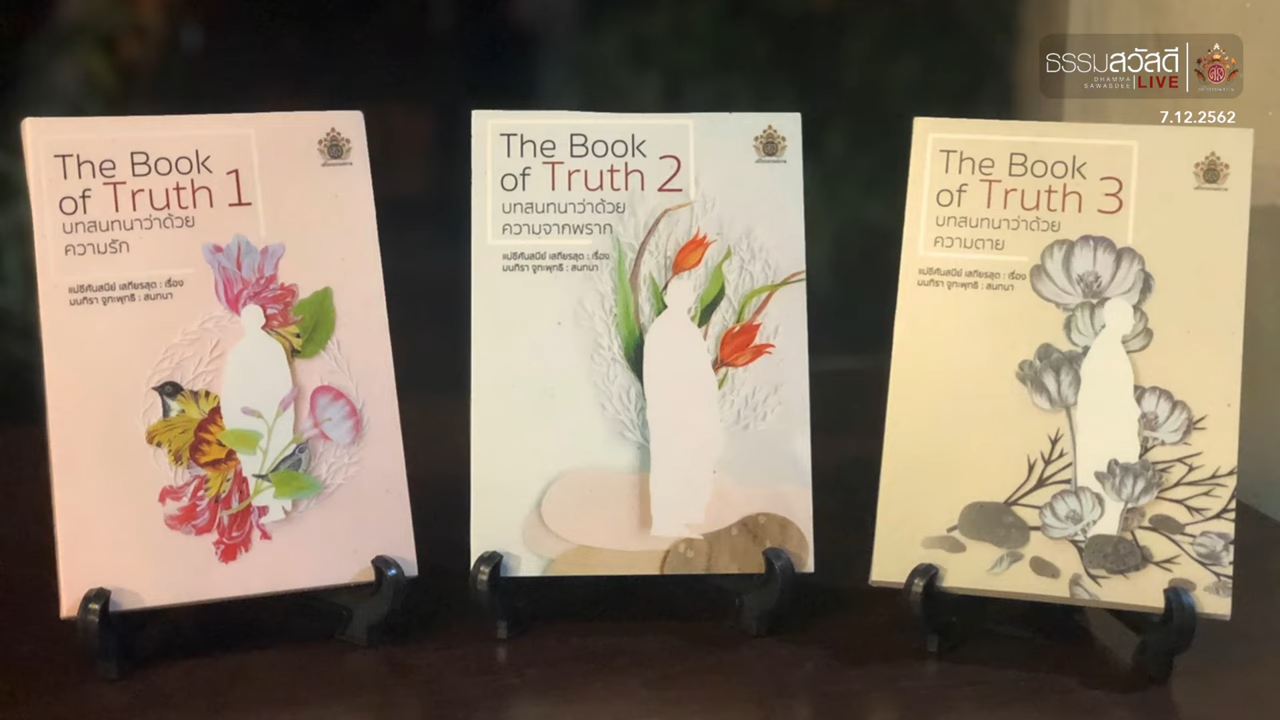 ธรรมสวัสดี
DHAMMA
SAWASDEE
LIVE
7.12.2562
The Book
of Truth 1
บทสนทนาว่าด้วย
ความรัก
แม่ชีศันสนีย์ เสถียรสุต : เรื่อง
มนทิรา จูฑะพุทธิ : สนทนา
The Book
of Truth 2
บทสนทนาว่าด้วย
ความจากพราก
แม่ชีศันสนีย์ เสถียรสุต : เรื่อง
มนทิรา จูฑะพุทธิ : สนทนา
The Book
of Truth 3
บทสนทนาว่าด้วย
ความตาย
แม่ชีศันสนีย์ เสถียรสุต : เรื่อง
มนทิรา จูฑะพุทธิ : สนทนา